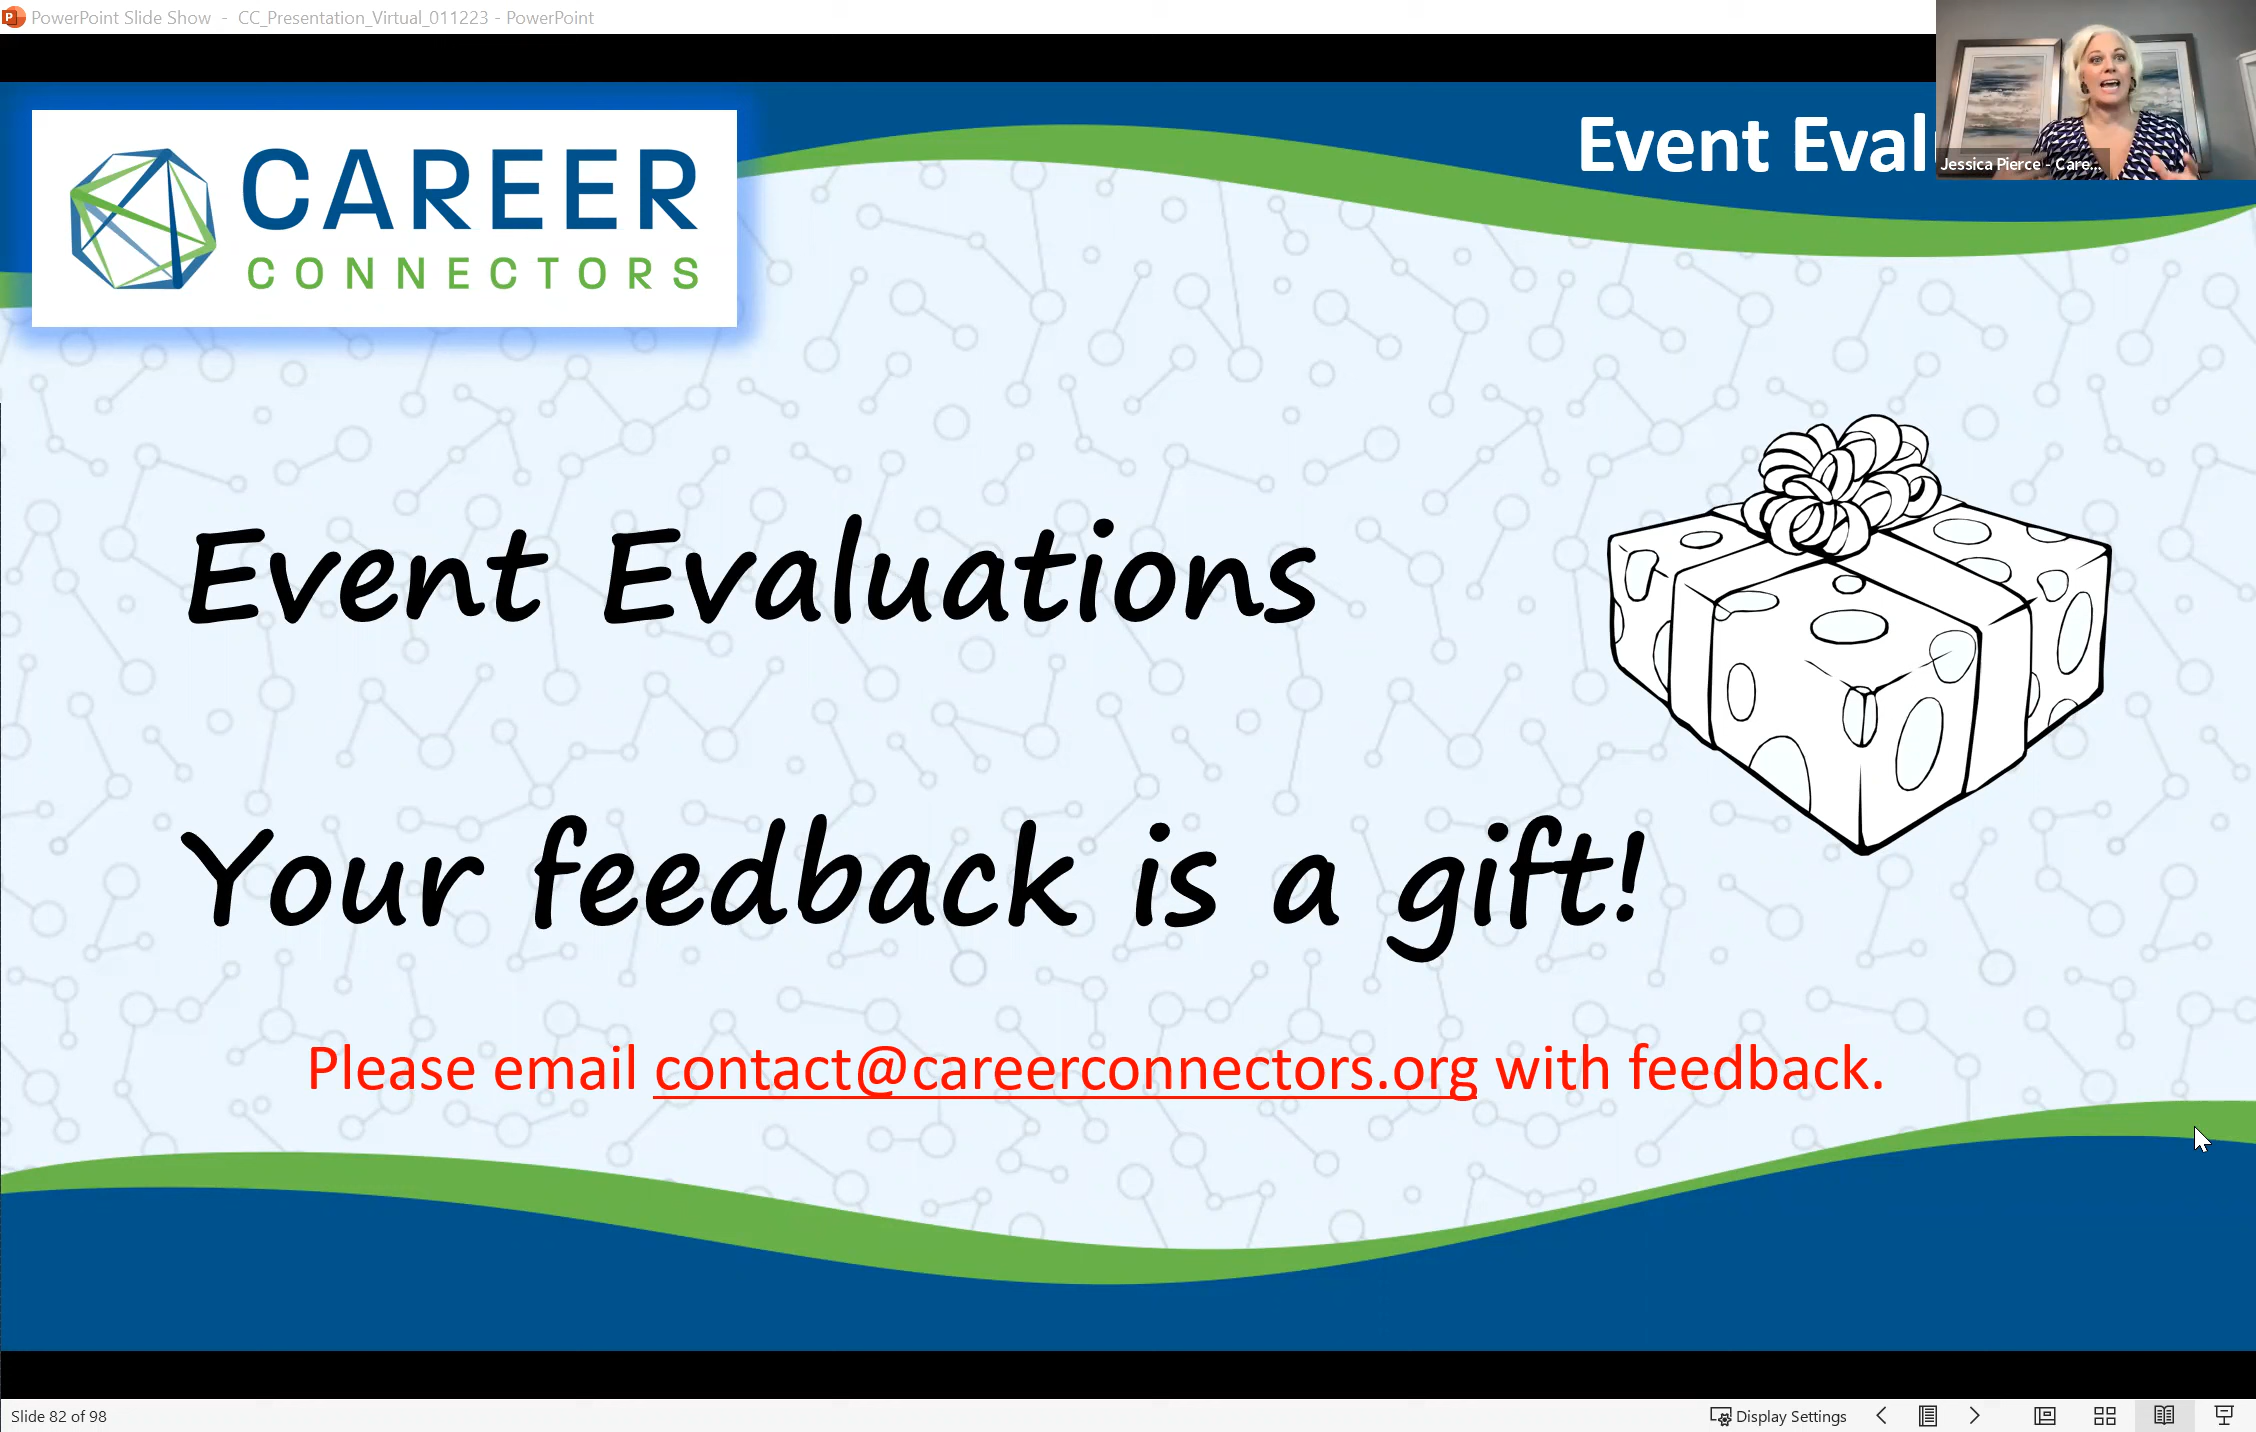 PowerPoint Slide Show - CC_Presentation_Virtual_011223 - PowerPoint
Event Eval
Jessica Pierce - Care...
CAREER
CONNECTORS
Event Evaluations
Your feedback is a gift!
Please email contact@careerconnectors.org with feedback.
Slide 82 of 98
Display Settings